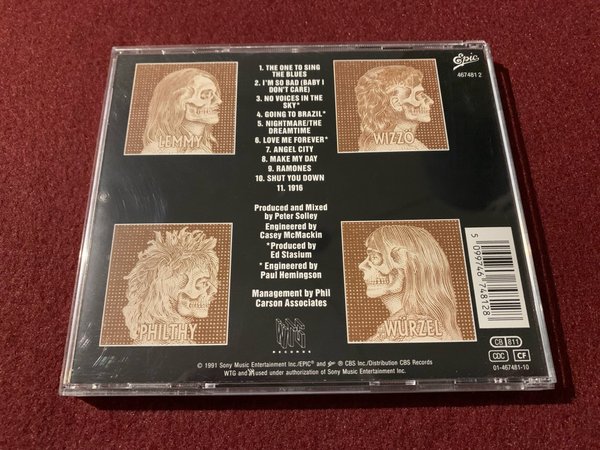 LEMMY
1. THE ONE TO SING
THE BLUES
2. I'M SO BAD (BABY I
DON'T CARE)
3. NO VOICES IN THE
SKY*
4. GOING TO BRAZIL*
5. NIGHTMARE/THE
DREAMTIME
6. LOVE ME FOREVER*
7. ANGEL CITY
8. MAKE MY DAY
9. RAMONES
10. SHUT YOU DOWN
11. 1916
Epic
467481 2
WIZZÖ
Produced and Mixed
by Peter Solley
Engineered by
Casey McMackin
*Produced by
Ed Stasium
*Engineered by
Paul Hemingson
Management by Phil
Carson Associates
PHILTHY
WÜRZEL
5 099746 748128
WTG
RECORDS
CB 811
CDC CF
01-467481-10
© 1991 Sony Music Entertainment Inc./EPIC® and ® CBS Inc./Distribution CBS Records
WTG and used under authorization of Sony Music Entertainment Inc.